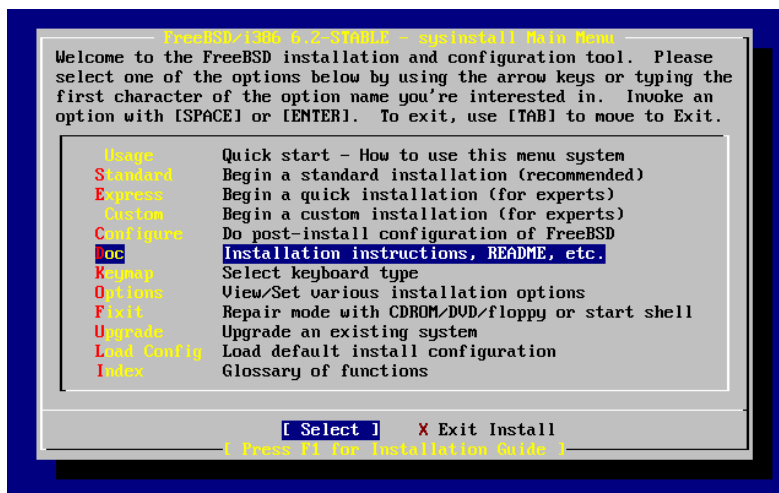 FreeBSD/i386 6.2-STABLE - sysinstall Main Menu
Welcome to the FreeBSD installation and configuration tool.  Please
select one of the options below by using the arrow keys or typing the
first character of the option name you're interested in.  Invoke an
option with [SPACE] or [ENTER].  To exit, use [TAB] to move to Exit.
Usage Quick start - How to use this menu system
Standard Begin a standard installation (recommended)
Express Begin a quick installation (for experts)
Custom Begin a custom installation (for experts)
Configure Do post-install configuration of FreeBSD
Doc Installation instructions, README, etc.
Keymap Select keyboard type
Options View/Set various installation options
Fixit Repair mode with CDROM/DVD/floppy or start shell
Upgrade Upgrade an existing system
Load Config Load default install configuration
Index Glossary of functions
[ Select ] X Exit Install
[ Press F1 for Installation Guide ]